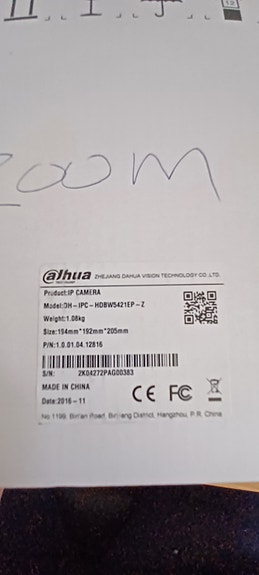 zoom
alhua
TECHNOLOGY
ZHEJIANG DAHUA VISION TECHNOLOGY CO.,LTD.
Product:IP CAMERA
Model:DH-IPC-HDBW5421EP-Z
Weight:1.08kg
Size:194mm*192mm*205mm
P/N:1.0.01.04.12816
S/N: 2K04272PAG00383
MADE IN CHINA
Date:2016-11
CE FC
No.1199, Bin'an Road, Binjiang District, Hangzhou, P.R. China